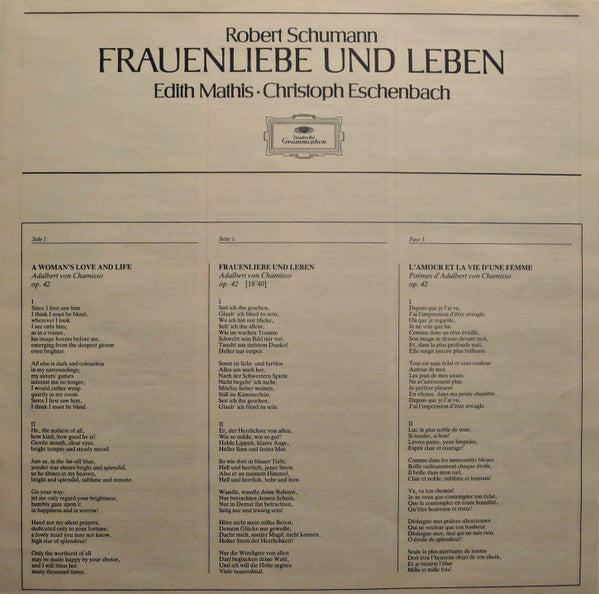 Robert Schumann
FRAUENLIEBE UND LEBEN
Edith Mathis · Christoph Eschenbach
Deutsche
Grammophon
Side 1:
A WOMAN'S LOVE AND LIFE
Adalbert von Chamisso
op. 42
I
Since I first saw him
I think I must be blind;
wherever I look
I see only him;
as in a trance,
his image hovers before me,
emerging from the deepest gloom
even brighter.
All else is dark and colourless
in my surroundings;
my sisters' games
interest me no longer;
I would rather weep
quietly in my room
Since I first saw him,
I think I must be blind.
II
He, the noblest of all,
how kind, how good he is!
Gentle mouth, clear eyes,
bright temper and steady mood.
Just as, in the far-off blue,
yonder star shines bright and splendid,
so he shines in my heaven,
bright and splendid, sublime and remote.
Go your way;
let me only regard your brightness,
humbly gaze upon it
in happiness and in sorrow!
Heed not my silent prayers,
dedicated only to your fortune;
a lowly maid you may not know,
high star of splendour!
Only the worthiest of all
may be made happy by your choice,
and I will bless her
many thousand times.
Seite 1:
FRAUENLIEBE UND LEBEN
Adalbert von Chamisso
op. 42 [18'40]
I
Seit ich ihn gesehen,
Glaub' ich blind zu sein;
Wo ich hin nur blicke,
Seh' ich ihn allein;
Wie im wachen Traume
Schwebt sein Bild mir vor,
Taucht aus tiefstem Dunkel
Heller nur empor.
Sonst ist licht- und farblos
Alles um mich her,
Nach der Schwestern Spiele
Nicht begehr' ich mehr,
Möchte lieber weinen,
Still im Kämmerlein;
Seit ich ihn gesehen,
Glaub' ich blind zu sein.
II
Er, der Herrlichste von allen,
Wie so milde, wie so gut!
Holde Lippen, klares Auge,
Heller Sinn und fester Mut.
So wie dort in blauer Tiefe,
Hell und herrlich, jener Stern,
Also er an meinem Himmel,
Hell und herrlich, hehr und fern.
Wandle, wandle deine Bahnen,
Nur betrachten deinen Schein,
Nur in Demut ihn betrachten,
Selig nur und traurig sein!
Höre nicht mein stilles Beten,
Deinem Glücke nur geweiht;
Darfst mich, niedre Magd, nicht kennen,
Hoher Stern der Herrlichkeit!
Nur die Würdigste von allen
Darf beglücken deine Wahl,
Und ich will die Hohe segnen
Viele tausendmal.
Face 1:
L'AMOUR ET LA VIE D'UNE FEMME
Poèmes d'Adalbert von Chamisso
op. 42
I
Depuis que je l'ai vu,
J'ai l'impression d'être aveugle.
Où que je regarde,
Je ne vois que lui.
Comme dans un rêve éveillé,
Son image se dresse devant moi,
Et, dans la plus profonde nuit,
Elle surgit encore plus brillante.
Tout est sans éclat et sans couleur
Autour de moi.
Les jeux de mes sœurs
Ne m'intéressent plus.
Je préfère pleurer
En silence, dans ma petite chambre.
Depuis que je l'ai vu,
J'ai l'impression d'être aveugle.
II
Lui, le plus noble de tous,
Si tendre, si bon!
Lèvres pures, yeux limpides,
Esprit clair et courage!
Comme dans les immensités bleues
Brille radieusement chaque étoile,
Il brille dans mon ciel,
Clair et noble, sublime et lointain!
Va, va ton chemin!
Je ne veux que contempler ton éclat,
Que le contempler en toute humilité,
Qu'être heureuse et triste!
Dédaigne mes prières silencieuses
Qui ne veulent que ton bonheur.
Dédaigne-moi, moi qui ne suis rien,
O étoile de splendeur!
Seule la plus méritante de toutes
Doit être l'heureux objet de ton choix,
Et je bénirai l'élue
Mille et mille fois!